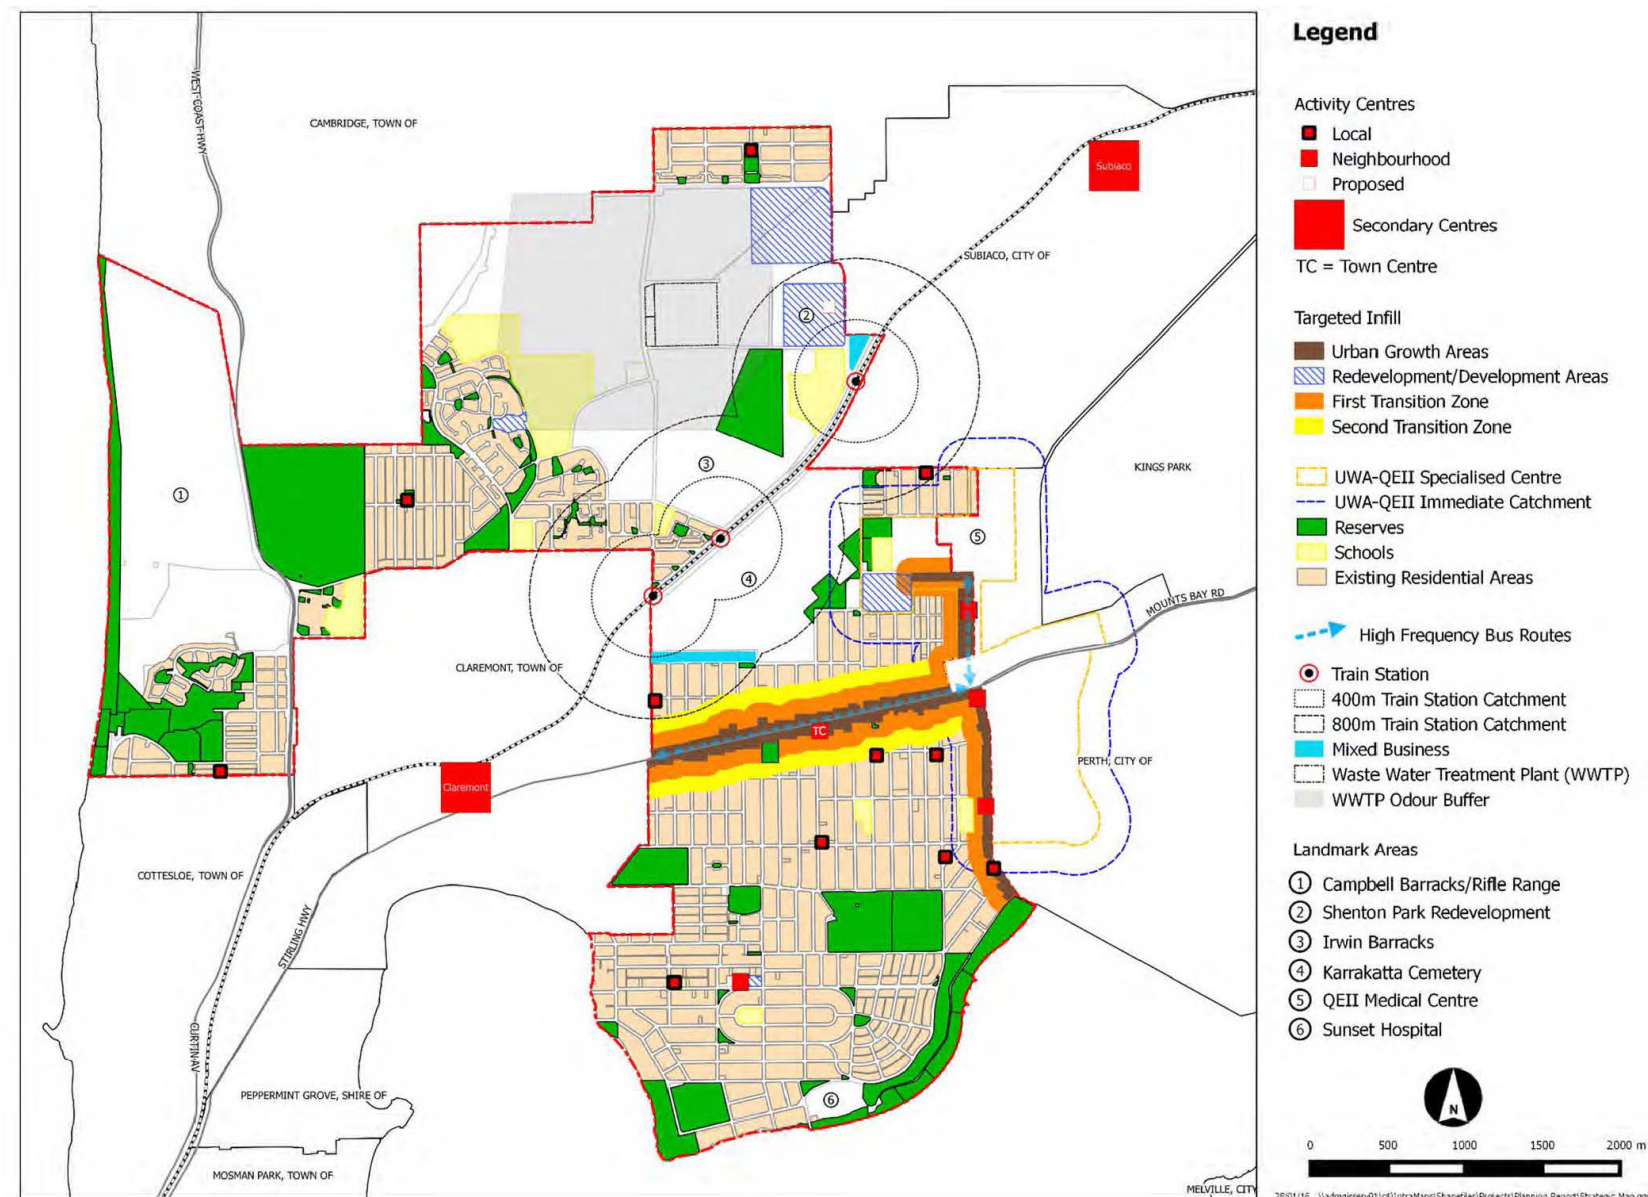 WEST-COAST-HWY
CAMBRIDGE, TOWN OF
Subiaco
SUBIACO, CITY OF
2
3
KINGS PARK
1
5
4
MOUNTS BAY RD
CLAREMONT, TOWN OF
TC
PERTH, CITY OF
Claremont
COTTESLOE, TOWN OF
STIRLING HWY
CURTIN AV
PEPPERMINT GROVE, SHIRE OF
6
MOSMAN PARK, TOWN OF
MELVILLE, CITY
Legend
Activity Centres
Local
Neighbourhood
Proposed
Secondary Centres
TC = Town Centre
Targeted Infill
Urban Growth Areas
Redevelopment/Development Areas
First Transition Zone
Second Transition Zone
UWA-QEII Specialised Centre
UWA-QEII Immediate Catchment
Reserves
Schools
Existing Residential Areas
High Frequency Bus Routes
Train Station
400m Train Station Catchment
800m Train Station Catchment
Mixed Business
Waste Water Treatment Plant (WWTP)
WWTP Odour Buffer
Landmark Areas
1 Campbell Barracks/Rifle Range
2 Shenton Park Redevelopment
3 Irwin Barracks
4 Karrakatta Cemetery
5 QEII Medical Centre
6 Sunset Hospital
N
0 500 1000 1500 2000 m